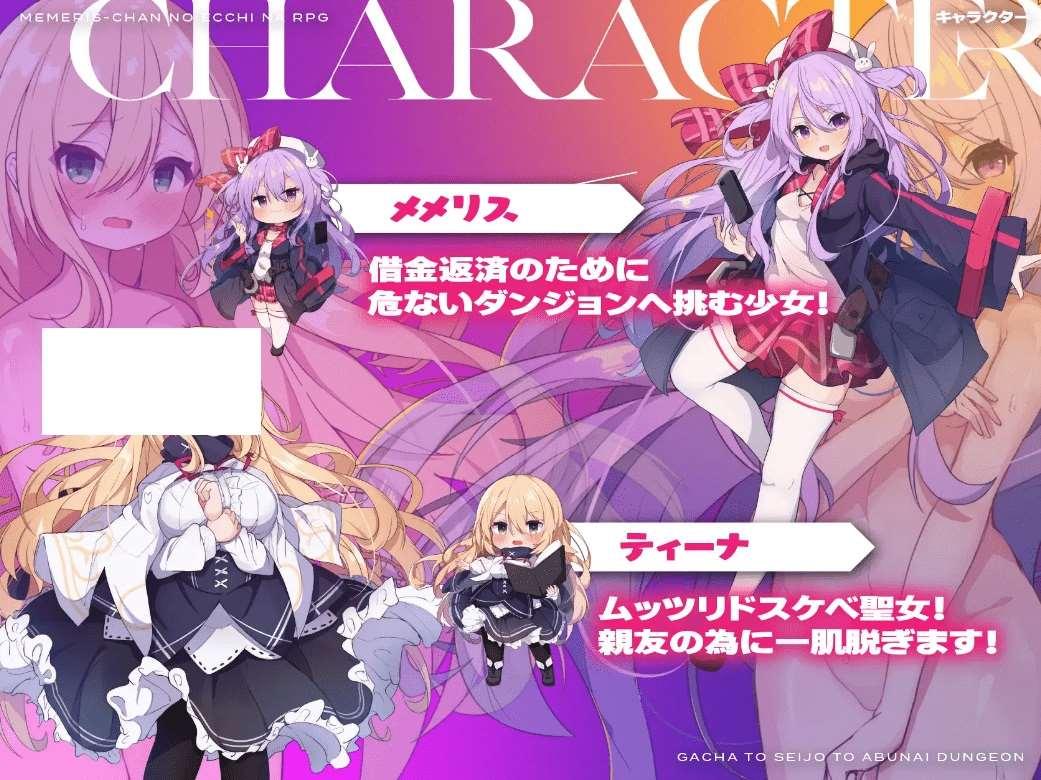 MEMERIS-CHAN NO ECCHI NA RPG
キャラクター
CHARACTER
メメリス
借金返済のために
危ないダンジョンへ挑む少女!
ティーナ
ムッツリドスケベ聖女!
親友の為に一肌脱ぎます!
GACHA TO SEIJO TO ABUNAI DUNGEON